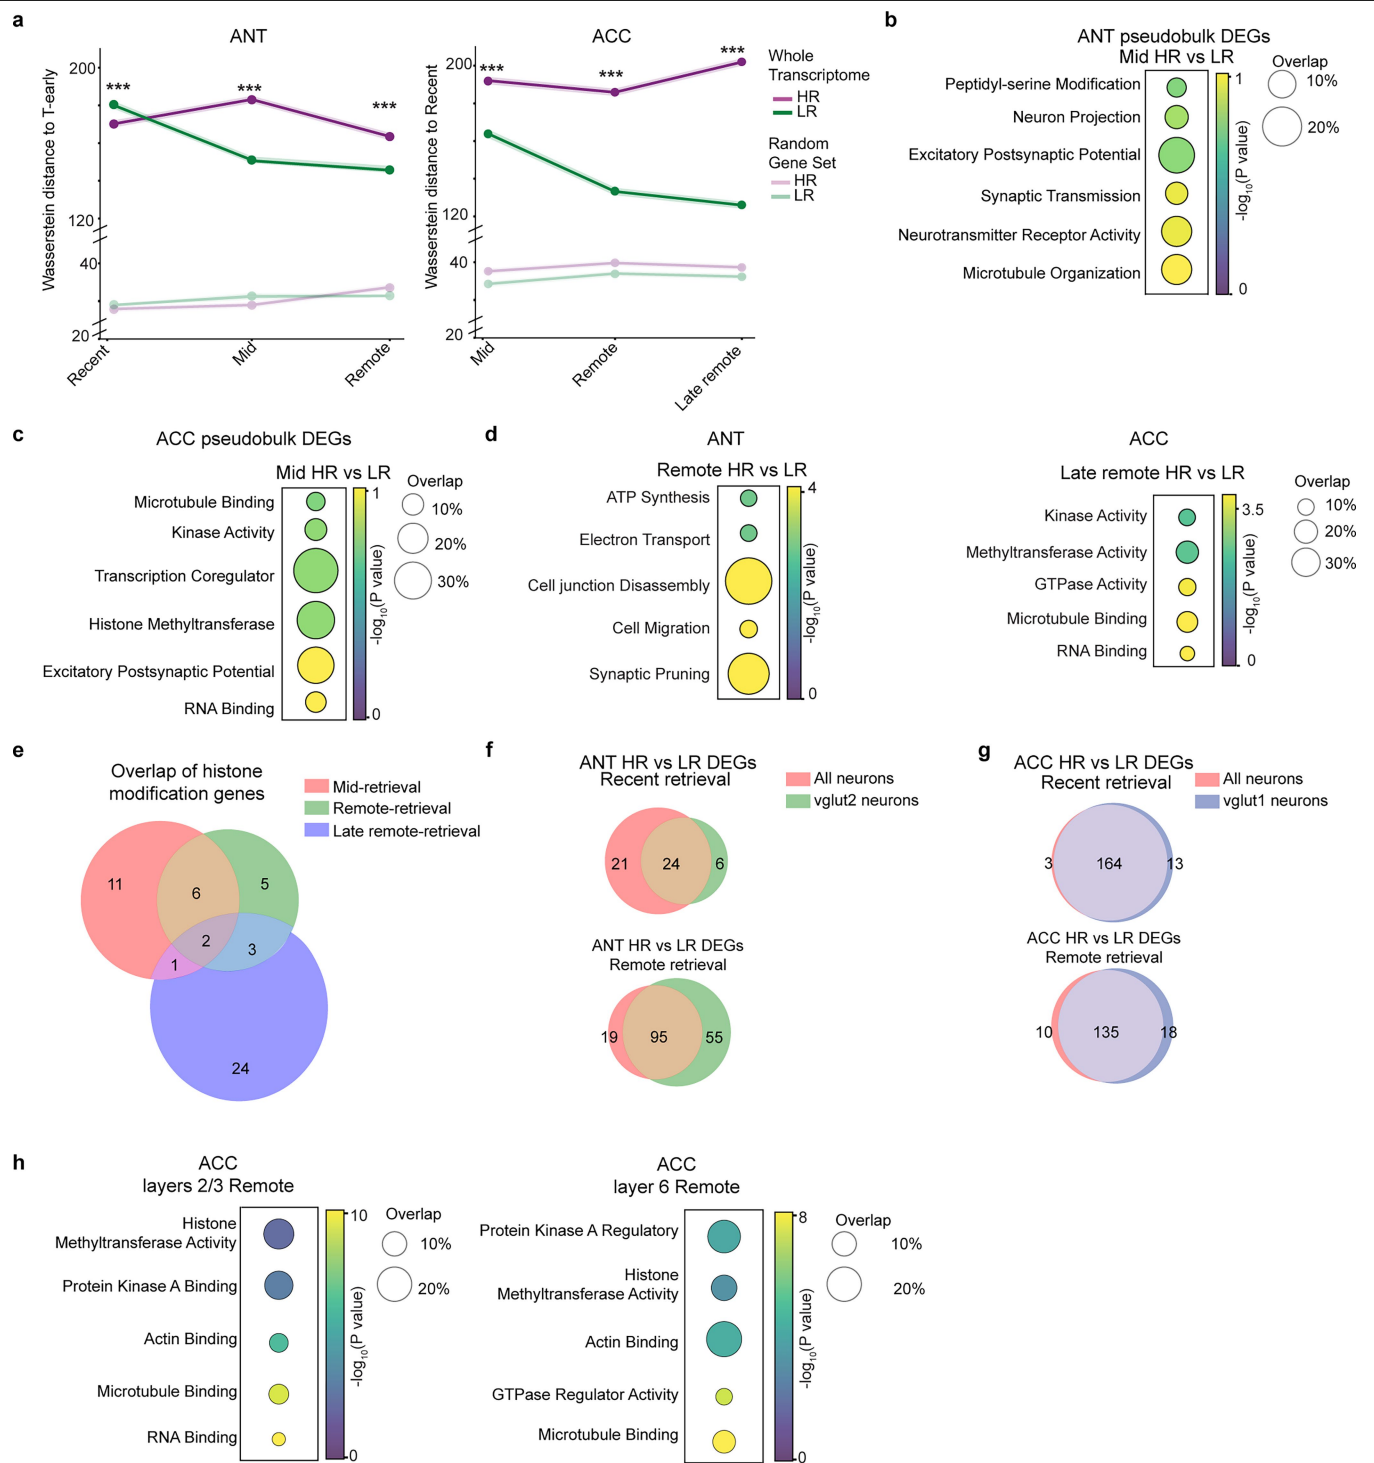 a
ANT
Wasserstein distance to T-early
200
120
40
20
***
***
***
Recent
Mid
Remote
ACC
Wasserstein distance to Recent
200
120
40
20
***
***
***
Mid
Remote
Late remote
Whole
Transcriptome
HR
LR
Random
Gene Set
HR
LR
b
ANT pseudobulk DEGs
Mid HR vs LR
Peptidyl-serine Modification
Neuron Projection
Excitatory Postsynaptic Potential
Synaptic Transmission
Neurotransmitter Receptor Activity
Microtubule Organization
1
0
-log10(P value)
Overlap
10%
20%
c
ACC pseudobulk DEGs
Mid HR vs LR
Microtubule Binding
Kinase Activity
Transcription Coregulator
Histone Methyltransferase
Excitatory Postsynaptic Potential
RNA Binding
1
0
-log10(P value)
Overlap
10%
20%
30%
d
ANT
Remote HR vs LR
ATP Synthesis
Electron Transport
Cell junction Disassembly
Cell Migration
Synaptic Pruning
4
0
-log10(P value)
ACC
Late remote HR vs LR
Kinase Activity
Methyltransferase Activity
GTPase Activity
Microtubule Binding
RNA Binding
3.5
0
-log10(P value)
Overlap
10%
20%
30%
e
Overlap of histone
modification genes
Mid-retrieval
Remote-retrieval
Late remote-retrieval
11
6
5
2
3
1
24
f
ANT HR vs LR DEGs
Recent retrieval
All neurons
vglut2 neurons
21
24
6
ANT HR vs LR DEGs
Remote retrieval
19
95
55
g
ACC HR vs LR DEGs
Recent retrieval
All neurons
vglut1 neurons
3
164
13
ACC HR vs LR DEGs
Remote retrieval
10
135
18
h
ACC
layers 2/3 Remote
Histone
Methyltransferase Activity
Protein Kinase A Binding
Actin Binding
Microtubule Binding
RNA Binding
10
0
-log10(P value)
Overlap
10%
20%
ACC
layer 6 Remote
Protein Kinase A Regulatory
Histone
Methyltransferase Activity
Actin Binding
GTPase Regulator Activity
Microtubule Binding
8
0
-log10(P value)
Overlap
10%
20%